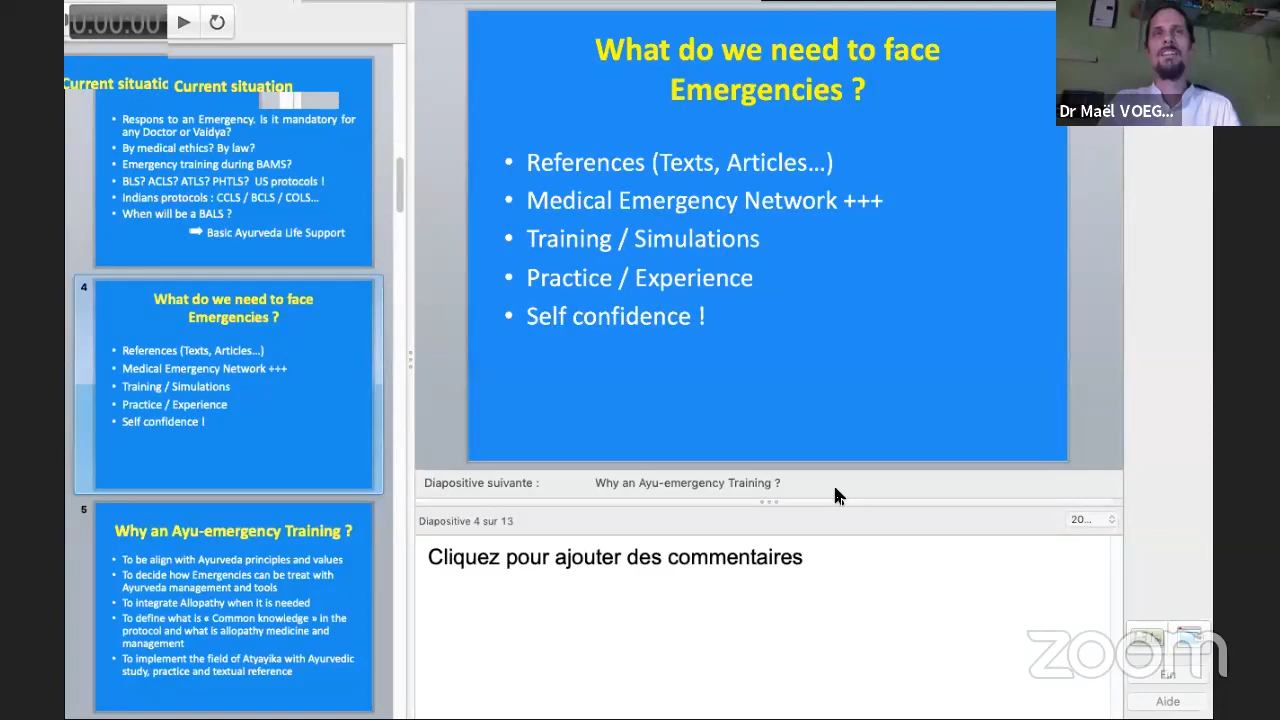 0:00:00
Current situatic
Current situation
• Respons to an Emergency. Is it mandatory for
any Doctor or Vaidya?
• By medical ethics? By law?
• Emergency training during BAMS?
• BLS? ACLS? ATLS? PHTLS? US protocols !
• Indians protocols : CCLS / BCLS / COLS...
• When will be a BALS ?
Basic Ayurveda Life Support
4
What do we need to face
Emergencies ?
• References (Texts, Articles...)
• Medical Emergency Network +++
• Training / Simulations
• Practice / Experience
• Self confidence !
5
Why an Ayu-emergency Training ?
• To be align with Ayurveda principles and values
• To decide how Emergencies can be treat with
Ayurveda management and tools
• To integrate Allopathy when it is needed
• To define what is « Common knowledge » in the
protocol and what is allopathy medicine and
management
• To implement the field of Atyayika with Ayurvedic
study, practice and textual reference
What do we need to face
Emergencies ?
• References (Texts, Articles...)
• Medical Emergency Network +++
• Training / Simulations
• Practice / Experience
• Self confidence !
Dr Maël VOEG...
Diapositive suivante : Why an Ayu-emergency Training ?
Diapositive 4 sur 13
20...
Cliquez pour ajouter des commentaires
zoom
Fin
Aide